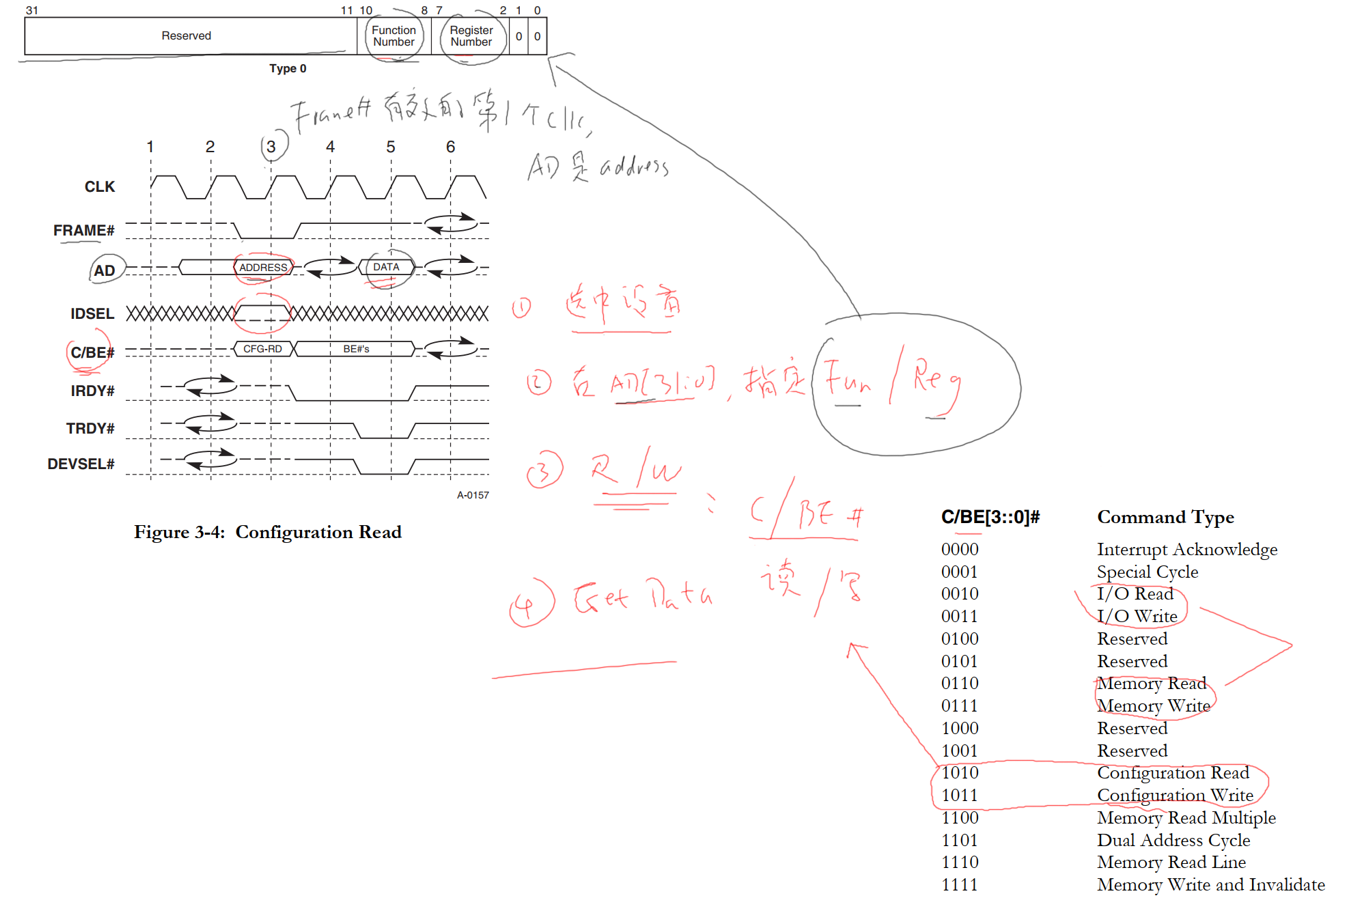 31 11 10 8 7 2 1 0
Reserved Function Number Register Number 0 0
Type 0
Frame# 有效的第1个clk,
AD是address
1 2 3 4 5 6
CLK
FRAME#
AD ADDRESS DATA
IDSEL
C/BE# CFG-RD BE#'s
IRDY#
TRDY#
DEVSEL#
A-0157
Figure 3-4: Configuration Read
① 选中设备
② 在AD[31:0], 指定Fun/Reg
③ R/W : C/BE#
读/写
④ Get Data
C/BE[3::0]# Command Type
0000 Interrupt Acknowledge
0001 Special Cycle
0010 I/O Read
0011 I/O Write
0100 Reserved
0101 Reserved
0110 Memory Read
0111 Memory Write
1000 Reserved
1001 Reserved
1010 Configuration Read
1011 Configuration Write
1100 Memory Read Multiple
1101 Dual Address Cycle
1110 Memory Read Line
1111 Memory Write and Invalidate